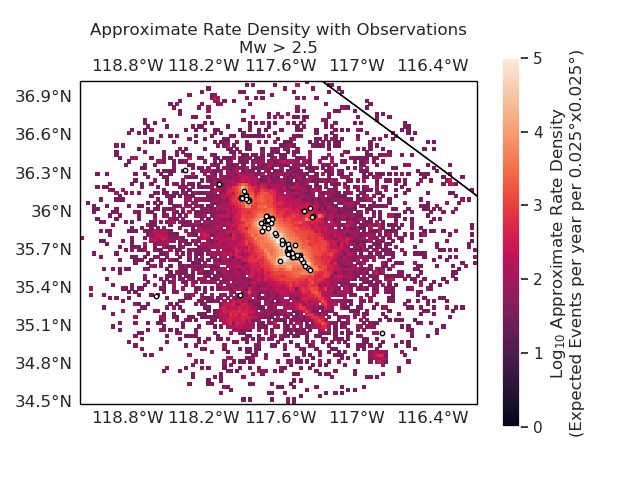 Approximate Rate Density with Observations
Mw > 2.5
118.8°W 118.2°W 117.6°W 117°W 116.4°W
36.9°N
36.6°N
36.3°N
36°N
35.7°N
35.4°N
35.1°N
34.8°N
34.5°N
118.8°W 118.2°W 117.6°W 117°W 116.4°W
5
4
3
2
1
0
Log₁₀ Approximate Rate Density
(Expected Events per year per 0.025°x0.025°)